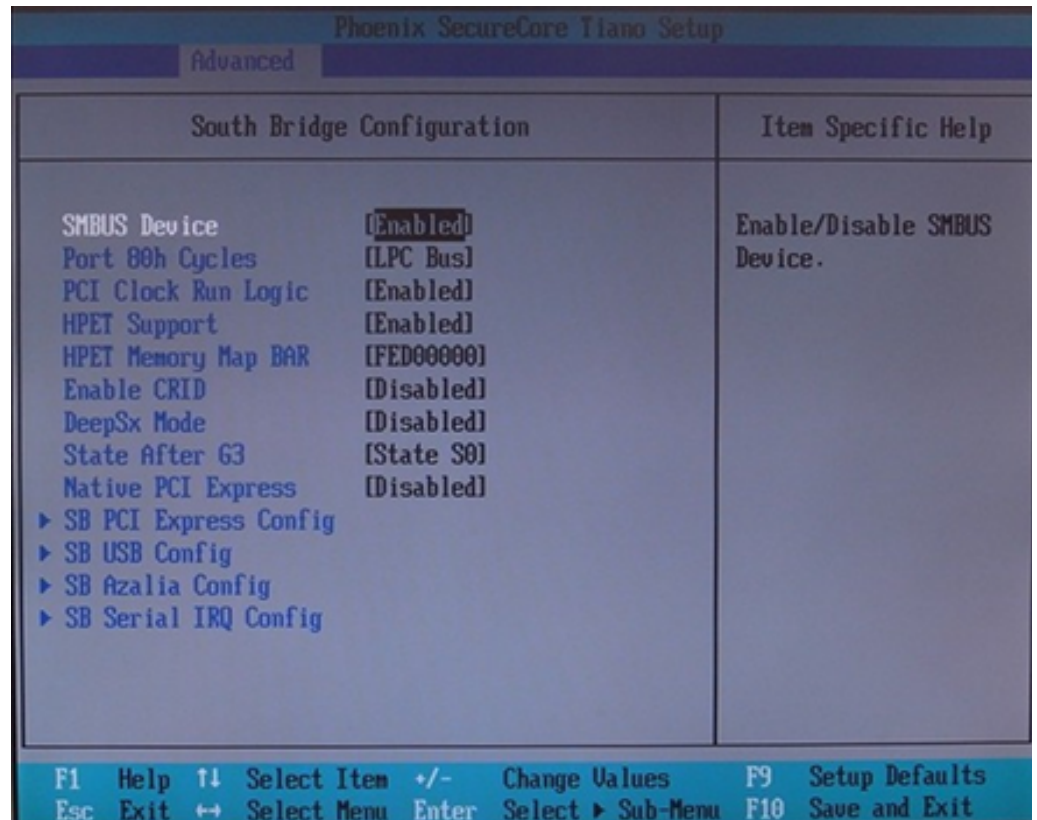 Phoenix SecureCore Tiano Setup
Advanced
South Bridge Configuration
Item Specific Help
SMBUS Device [Enabled]
Enable/Disable SMBUS
Port 80h Cycles [LPC Bus]
Device.
PCI Clock Run Logic [Enabled]
HPET Support [Enabled]
HPET Memory Map BAR [FED00000]
Enable CRID [Disabled]
DeepSx Mode [Disabled]
State After G3 [State S0]
Native PCI Express [Disabled]
▶ SB PCI Express Config
▶ SB USB Config
▶ SB Azalia Config
▶ SB Serial IRQ Config
F1 Help ↑↓ Select Item +/- Change Values F9 Setup Defaults
Esc Exit ↔ Select Menu Enter Select ▶ Sub-Menu F10 Save and Exit